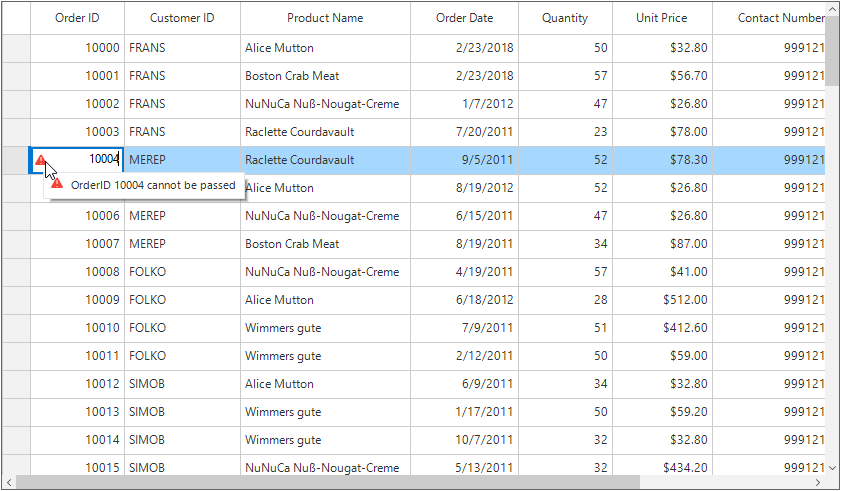 Order ID Customer ID Product Name Order Date Quantity Unit Price Contact Number
10000 FRANS Alice Mutton 2/23/2018 50 $32.80 999121
10001 FRANS Boston Crab Meat 2/23/2018 57 $56.70 999121
10002 FRANS NuNuCa Nuß-Nougat-Creme 1/7/2012 47 $26.80 999121
10003 FRANS Raclette Courdavault 7/20/2011 23 $78.00 999121
10004 MEREP Raclette Courdavault 9/5/2011 52 $78.30 999121
OrderID 10004 cannot be passed
Alice Mutton 8/19/2012 52 $26.80 999121
10006 MEREP NuNuCa Nuß-Nougat-Creme 6/15/2011 47 $26.80 999121
10007 MEREP Boston Crab Meat 8/19/2011 34 $87.00 999121
10008 FOLKO NuNuCa Nuß-Nougat-Creme 4/19/2011 57 $41.00 999121
10009 FOLKO Alice Mutton 6/18/2012 28 $512.00 999121
10010 FOLKO Wimmers gute 7/9/2011 51 $412.60 999121
10011 FOLKO Wimmers gute 2/12/2011 50 $59.00 999121
10012 SIMOB Alice Mutton 6/9/2011 34 $32.80 999121
10013 SIMOB Wimmers gute 1/17/2011 50 $59.20 999121
10014 SIMOB Wimmers gute 10/7/2011 32 $32.80 999121
10015 SIMOB NuNuCa Nuß-Nougat-Creme 5/13/2011 32 $434.20 999121